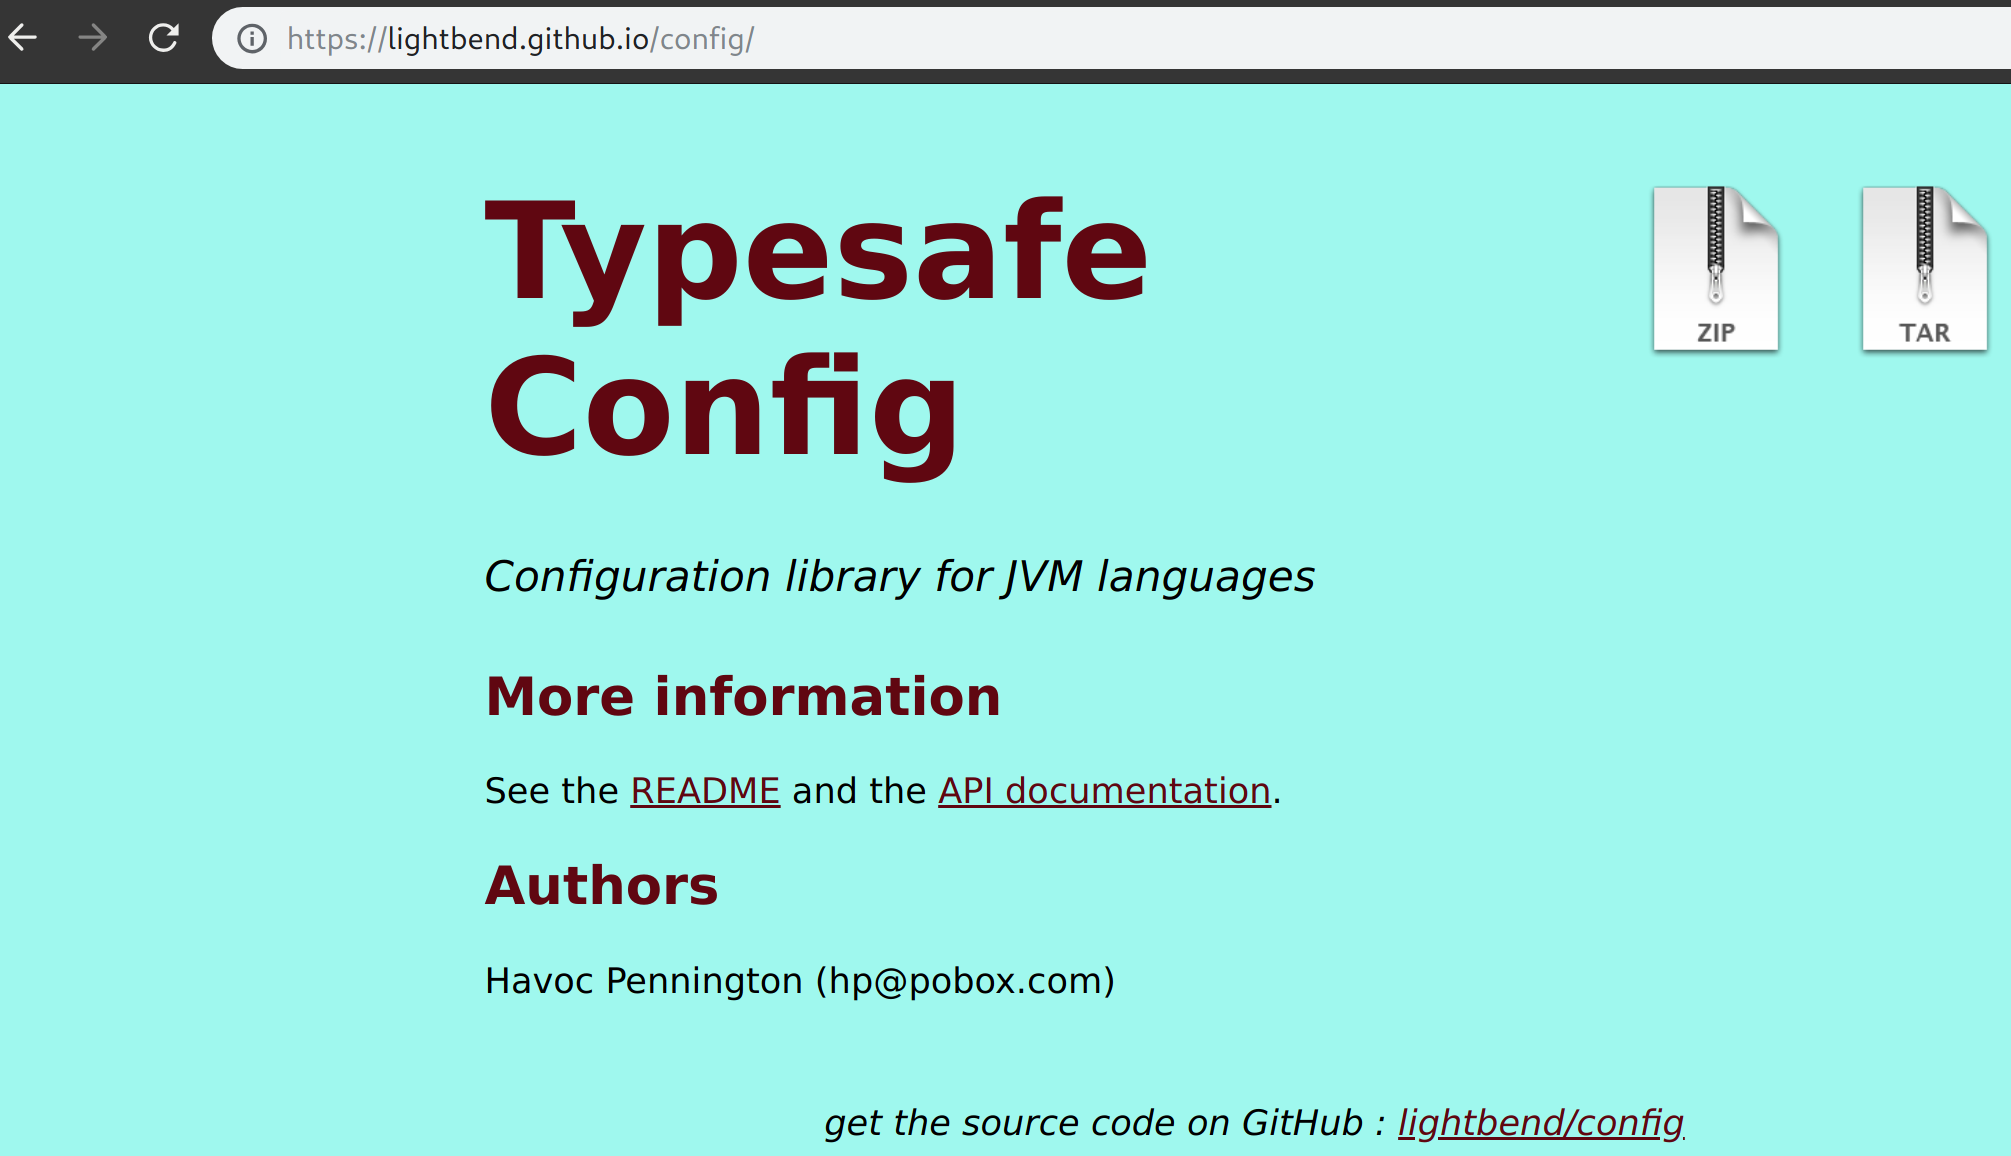 https://lightbend.github.io/config/
Typesafe
Config
ZIP
TAR
Configuration library for JVM languages
More information
See the README and the API documentation.
Authors
Havoc Pennington (hp@pobox.com)
get the source code on GitHub : lightbend/config